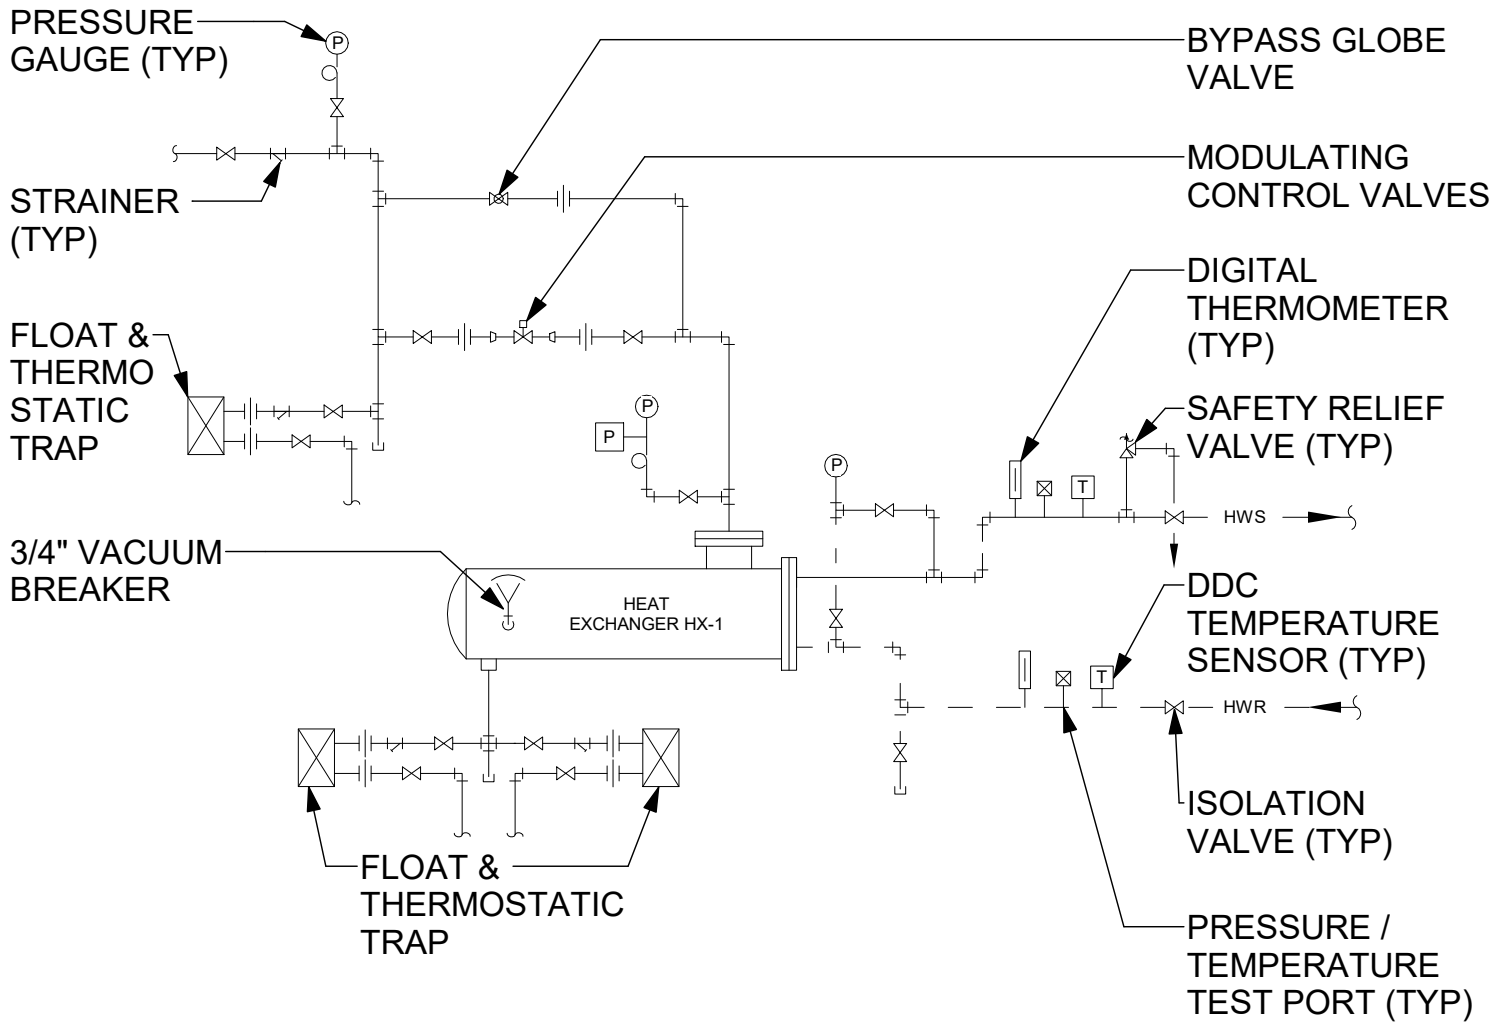 PRESSURE
GAUGE (TYP)
P
BYPASS GLOBE
VALVE
MODULATING
CONTROL VALVES
STRAINER
(TYP)
DIGITAL
THERMOMETER
(TYP)
FLOAT &
THERMO
STATIC
TRAP
P
P
SAFETY RELIEF
VALVE (TYP)
P
T
HWS
3/4" VACUUM
BREAKER
HEAT
EXCHANGER HX-1
DDC
TEMPERATURE
SENSOR (TYP)
T
HWR
ISOLATION
VALVE (TYP)
FLOAT &
THERMOSTATIC
TRAP
PRESSURE /
TEMPERATURE
TEST PORT (TYP)